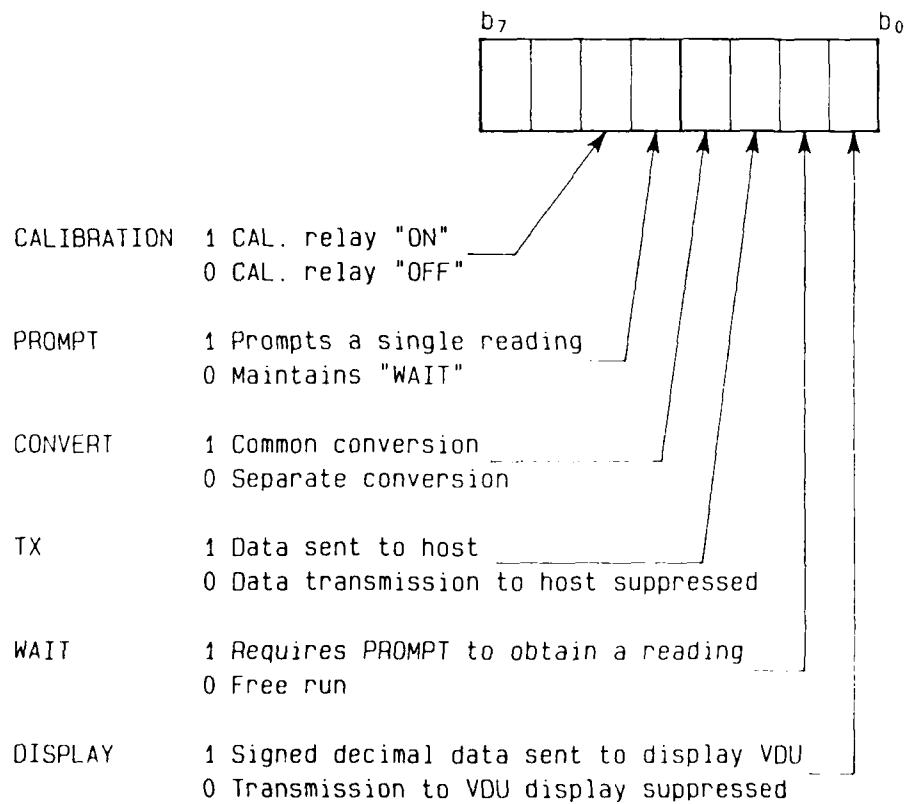 b7 b0
CALIBRATION 1 CAL. relay "ON"
0 CAL. relay "OFF"
PROMPT 1 Prompts a single reading
0 Maintains "WAIT"
CONVERT 1 Common conversion
0 Separate conversion
TX 1 Data sent to host
0 Data transmission to host suppressed
WAIT 1 Requires PROMPT to obtain a reading
0 Free run
DISPLAY 1 Signed decimal data sent to display VDU
0 Transmission to VDU display suppressed